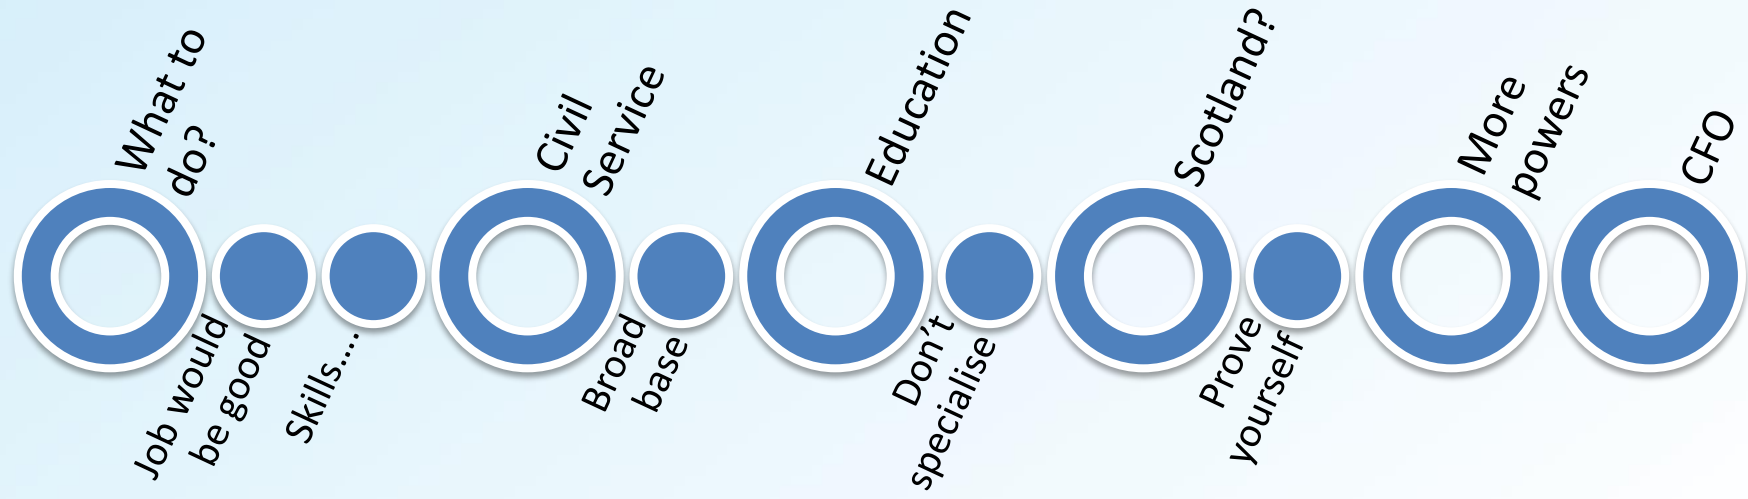 What to
do?
Job would
be good
Skills....
Civil
Service
Broad
base
Education
Don't
specialise
Scotland?
Prove
yourself
More
powers
CFO